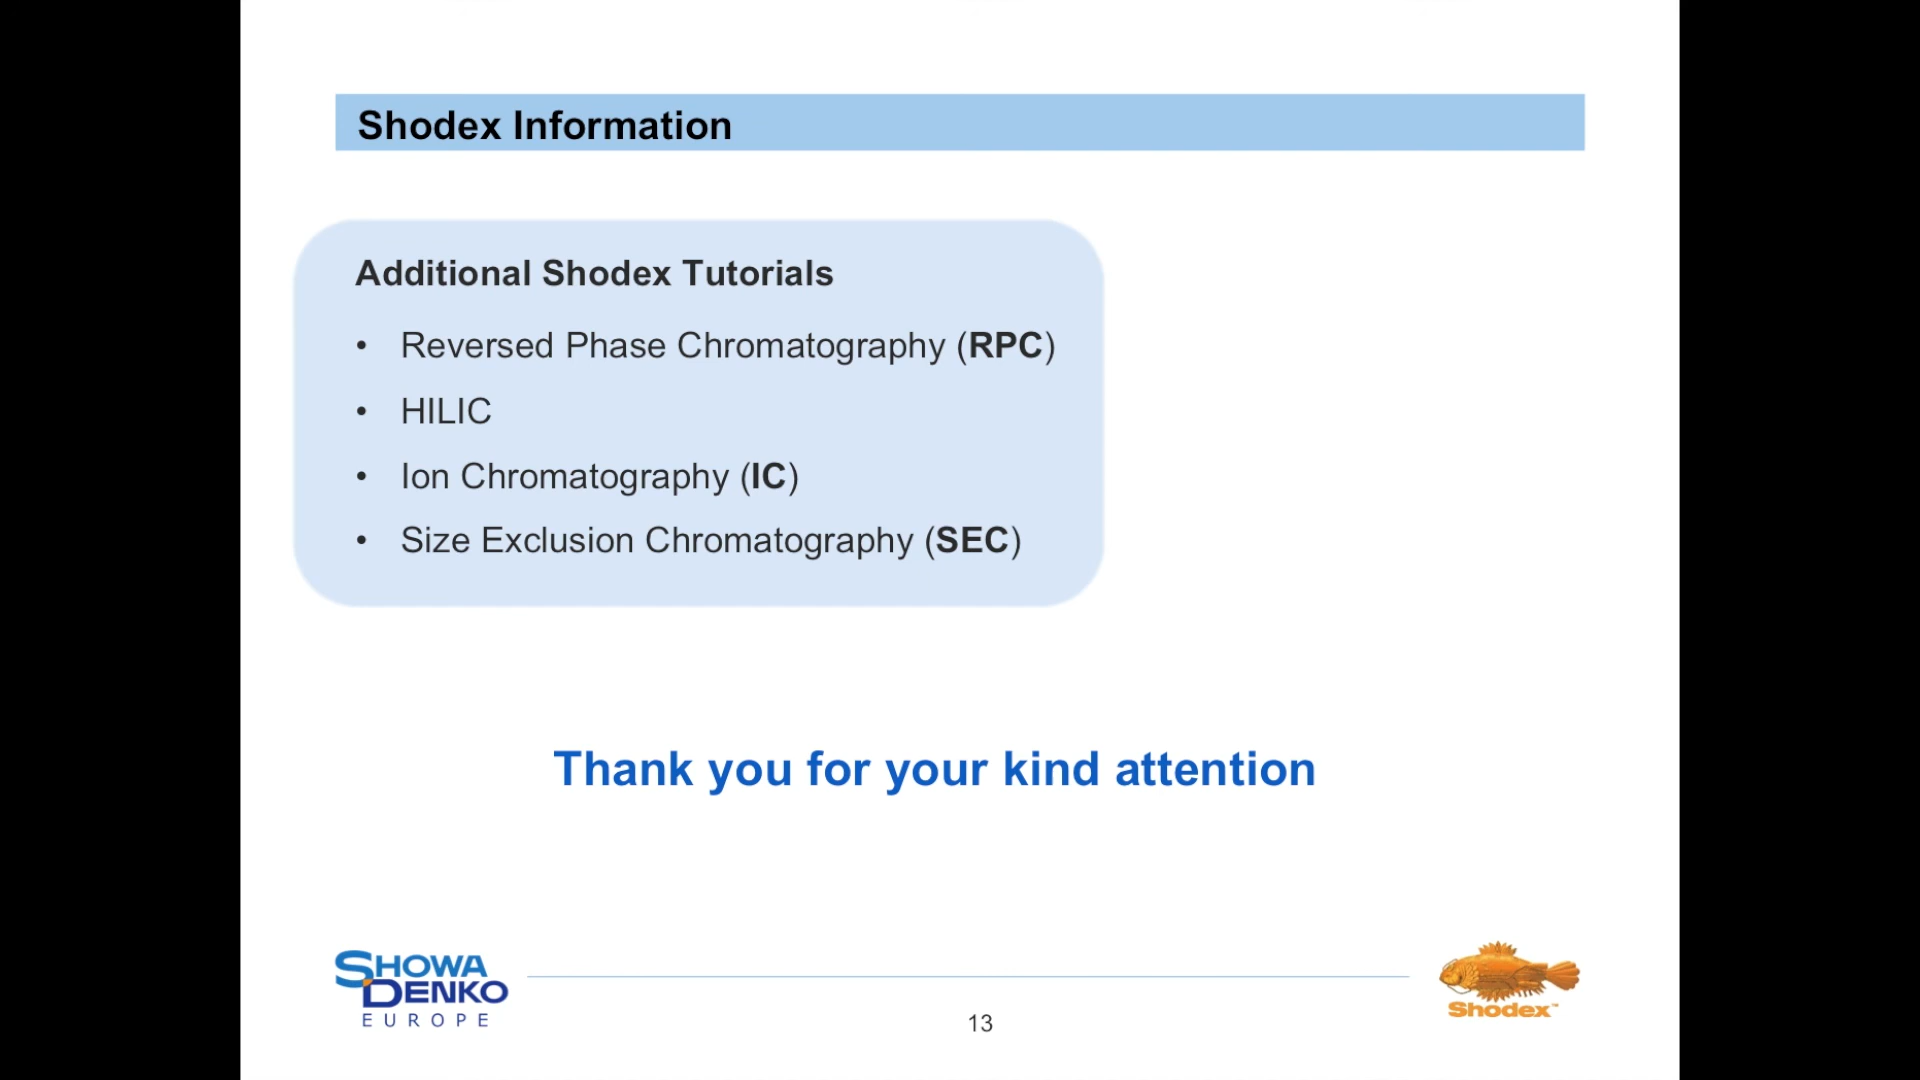 Shodex Information
Additional Shodex Tutorials
• Reversed Phase Chromatography (RPC)
• HILIC
• Ion Chromatography (IC)
• Size Exclusion Chromatography (SEC)
Thank you for your kind attention
SHOWA
DENKO
EUROPE
13
Shodex™